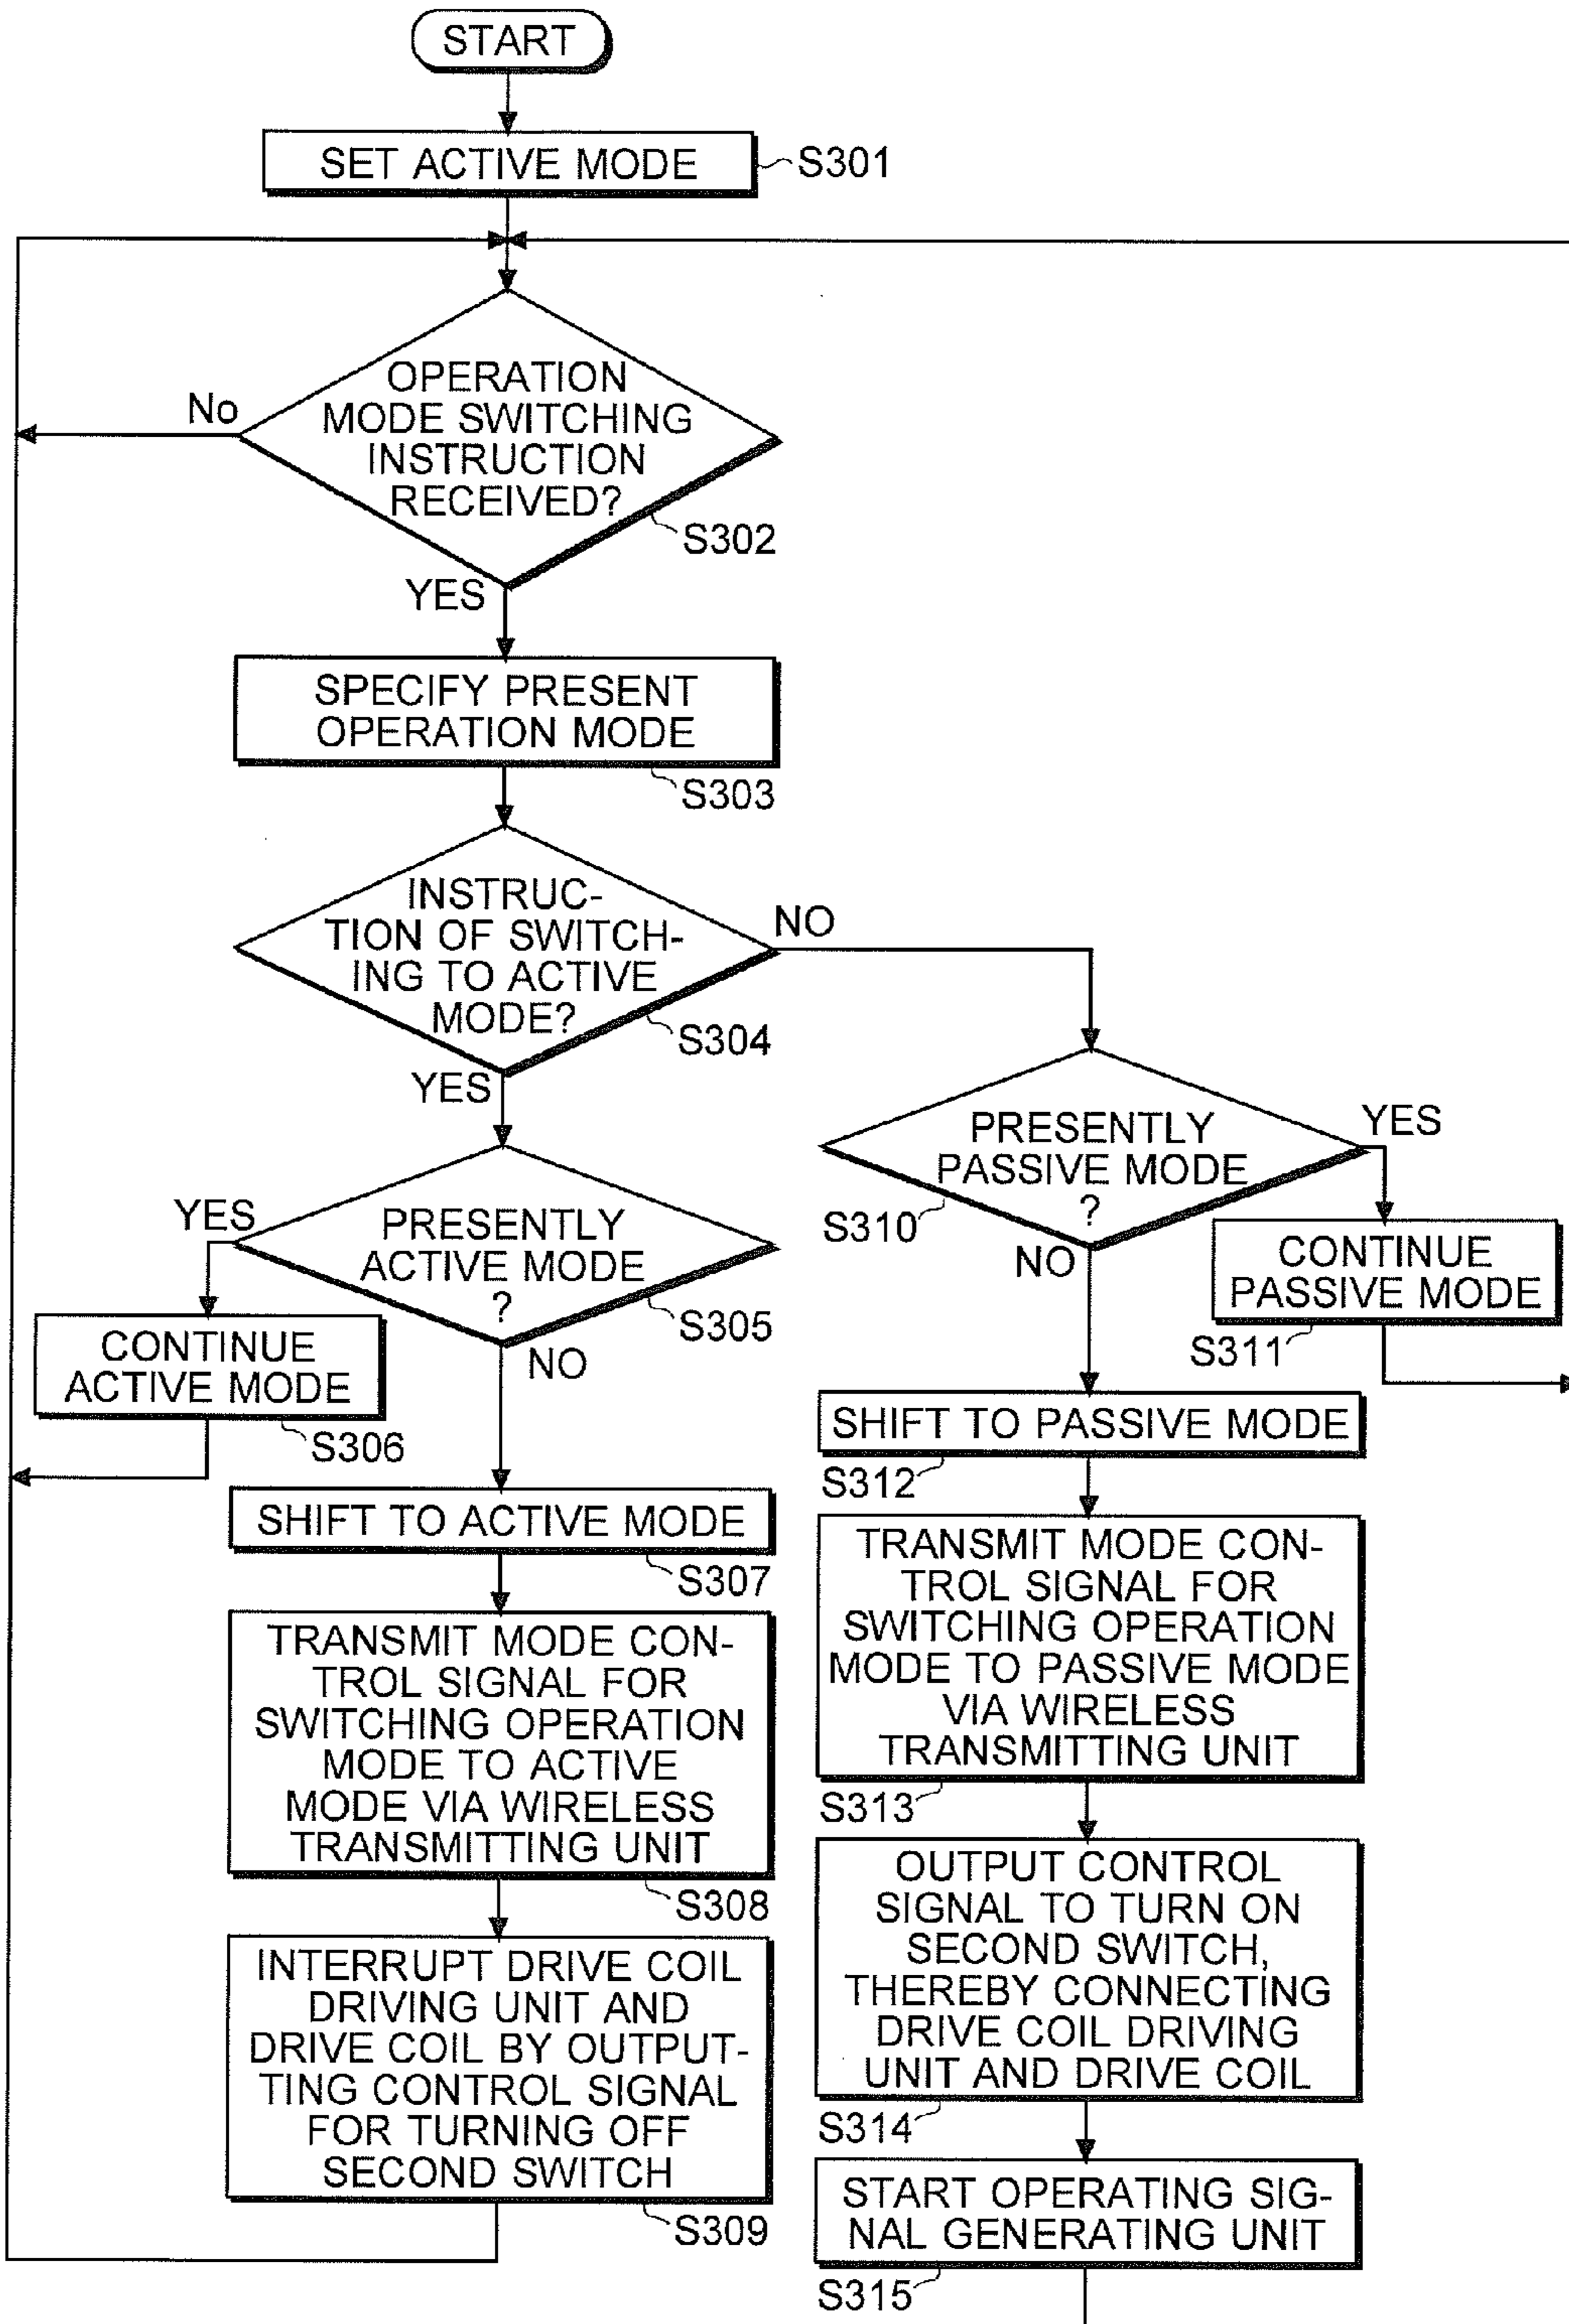 START
SET ACTIVE MODE
S301
OPERATION
MODE SWITCHING
INSTRUCTION
RECEIVED?
No
S302
YES
SPECIFY PRESENT
OPERATION MODE
S303
INSTRUC-
TION OF SWITCH-
ING TO ACTIVE
MODE?
NO
S304
YES
PRESENTLY
ACTIVE MODE
?
YES
S305
NO
CONTINUE
ACTIVE MODE
S306
SHIFT TO ACTIVE MODE
S307
TRANSMIT MODE CON-
TROL SIGNAL FOR
SWITCHING OPERATION
MODE TO ACTIVE
MODE VIA WIRELESS
TRANSMITTING UNIT
S308
INTERRUPT DRIVE COIL
DRIVING UNIT AND
DRIVE COIL BY OUTPUT-
TING CONTROL SIGNAL
FOR TURNING OFF
SECOND SWITCH
S309
PRESENTLY
PASSIVE MODE
?
YES
S310
NO
CONTINUE
PASSIVE MODE
S311
SHIFT TO PASSIVE MODE
S312
TRANSMIT MODE CON-
TROL SIGNAL FOR
SWITCHING OPERATION
MODE TO PASSIVE MODE
VIA WIRELESS
TRANSMITTING UNIT
S313
OUTPUT CONTROL
SIGNAL TO TURN ON
SECOND SWITCH,
THEREBY CONNECTING
DRIVE COIL DRIVING
UNIT AND DRIVE COIL
S314
START OPERATING SIG-
NAL GENERATING UNIT
S315